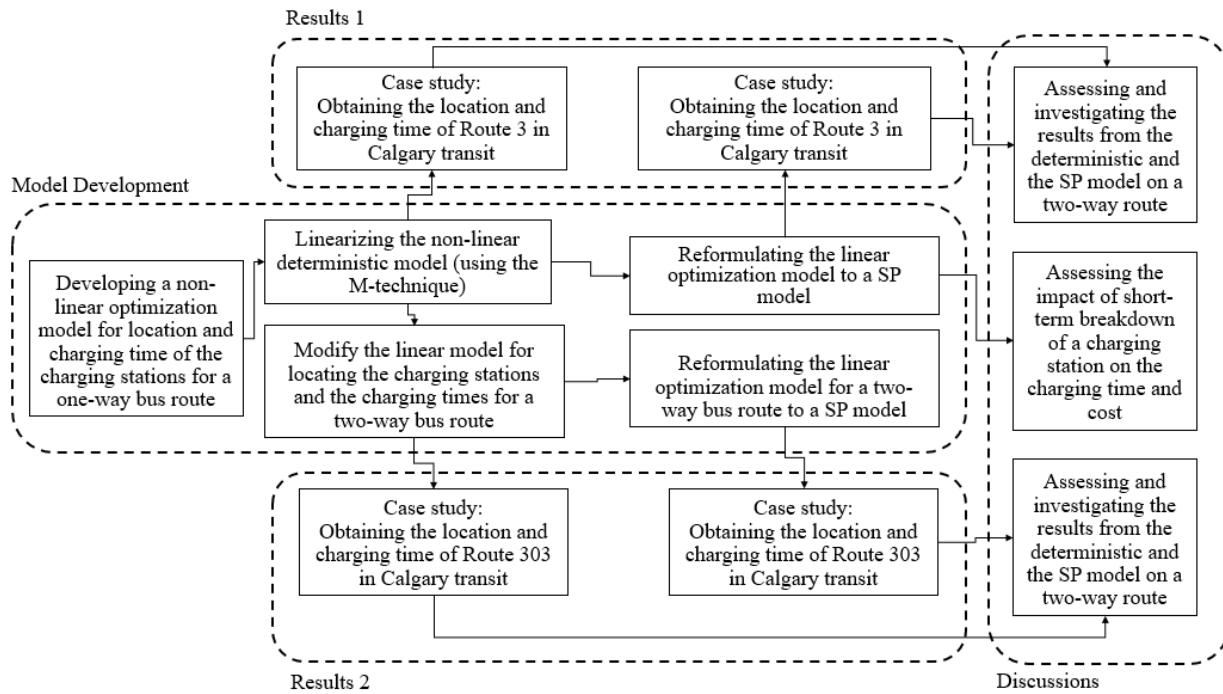 Results 1
Case study:
Obtaining the location and
charging time of Route 3 in
Calgary transit
Case study:
Obtaining the location and
charging time of Route 3 in
Calgary transit
Assessing and
investigating the
results from the
deterministic and
the SP model on a
two-way route
Model Development
Developing a non-
linear optimization
model for location and
charging time of the
charging stations for a
one-way bus route
Linearizing the non-linear
deterministic model (using the
M-technique)
Reformulating the linear
optimization model to a SP
model
Assessing the
impact of short-
term breakdown
of a charging
station on the
charging time and
cost
Modify the linear model for
locating the charging stations
and the charging times for a
two-way bus route
Reformulating the linear
optimization model for a two-
way bus route to a SP model
Case study:
Obtaining the location and
charging time of Route 303
in Calgary transit
Case study:
Obtaining the location and
charging time of Route 303
in Calgary transit
Assessing and
investigating the
results from the
deterministic and
the SP model on a
two-way route
Results 2
Discussions